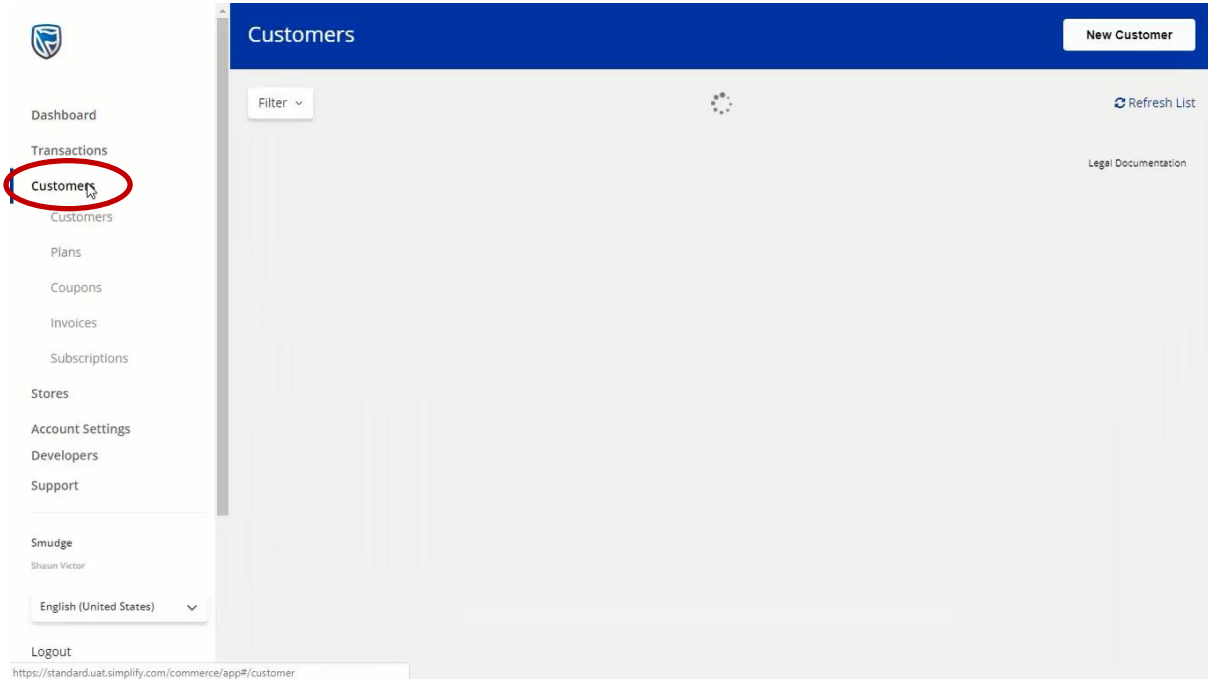 Customers
New Customer
Filter
Refresh List
Legal Documentation
Dashboard
Transactions
Customers
Customers
Plans
Coupons
Invoices
Subscriptions
Stores
Account Settings
Developers
Support
Smudge
Shaun Victor
English (United States)
Logout
https://standard.uat.simplify.com/commerce/app#/customer